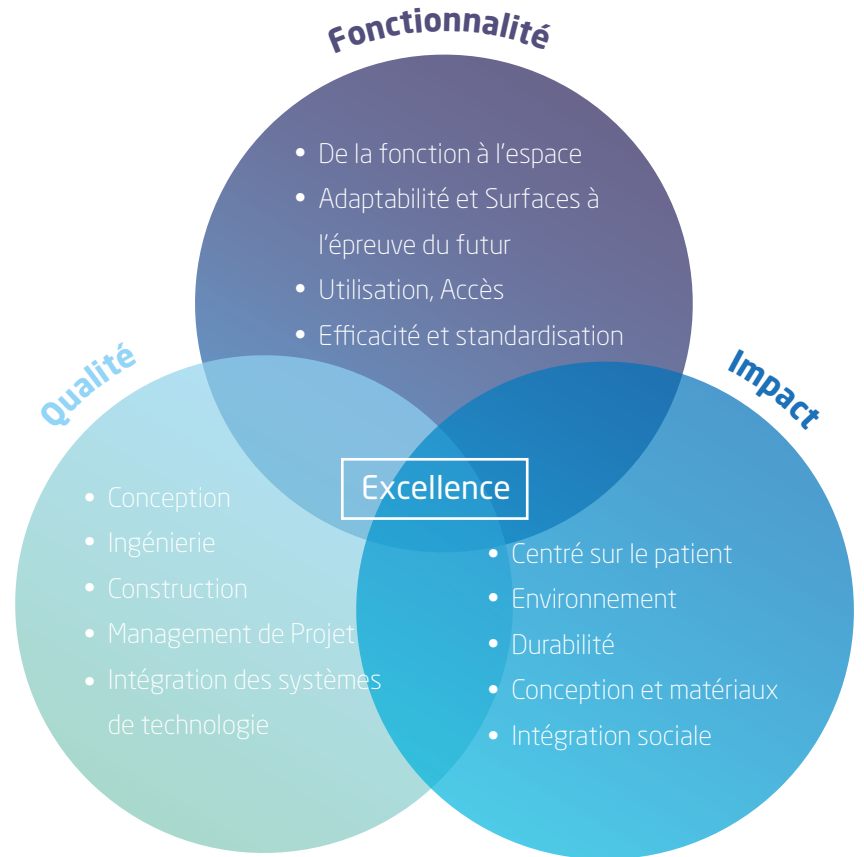 Fonctionnalité
• De la fonction à l'espace
• Adaptabilité et Surfaces à
l'épreuve du futur
• Utilisation, Accès
• Efficacité et standardisation
Qualité
• Conception
• Ingénierie
• Construction
• Management de Projet
• Intégration des systèmes
de technologie
Excellence
Impact
• Centré sur le patient
• Environnement
• Durabilité
• Conception et matériaux
• Intégration sociale